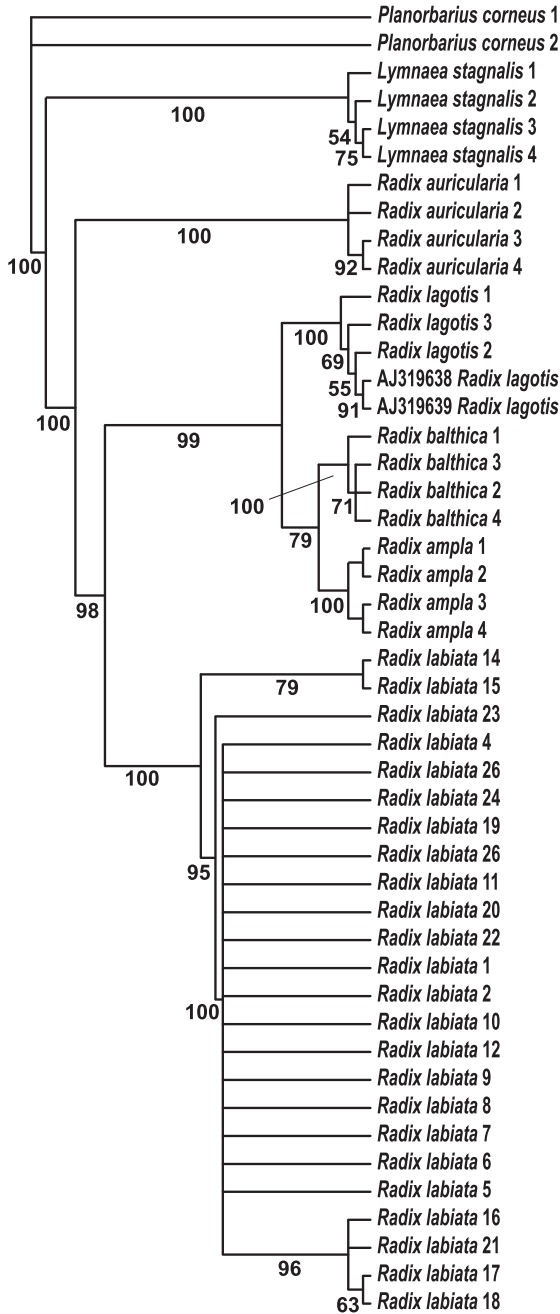 Planorbarius corneus 1
Planorbarius corneus 2
Lymnaea stagnalis 1
Lymnaea stagnalis 2
Lymnaea stagnalis 3
Lymnaea stagnalis 4
100
54
75
Radix auricularia 1
Radix auricularia 2
Radix auricularia 3
Radix auricularia 4
100
100
92
Radix lagotis 1
Radix lagotis 3
Radix lagotis 2
AJ319638 Radix lagotis
AJ319639 Radix lagotis
100
69
55
91
100
99
Radix balthica 1
Radix balthica 3
Radix balthica 2
Radix balthica 4
100
71
79
Radix ampla 1
Radix ampla 2
Radix ampla 3
Radix ampla 4
100
98
Radix labiata 14
Radix labiata 15
79
Radix labiata 23
Radix labiata 4
100
Radix labiata 26
Radix labiata 24
Radix labiata 19
Radix labiata 26
95
Radix labiata 11
Radix labiata 20
Radix labiata 22
Radix labiata 1
Radix labiata 2
100
Radix labiata 10
Radix labiata 12
Radix labiata 9
Radix labiata 8
Radix labiata 7
Radix labiata 6
Radix labiata 5
Radix labiata 16
Radix labiata 21
Radix labiata 17
Radix labiata 18
96
63